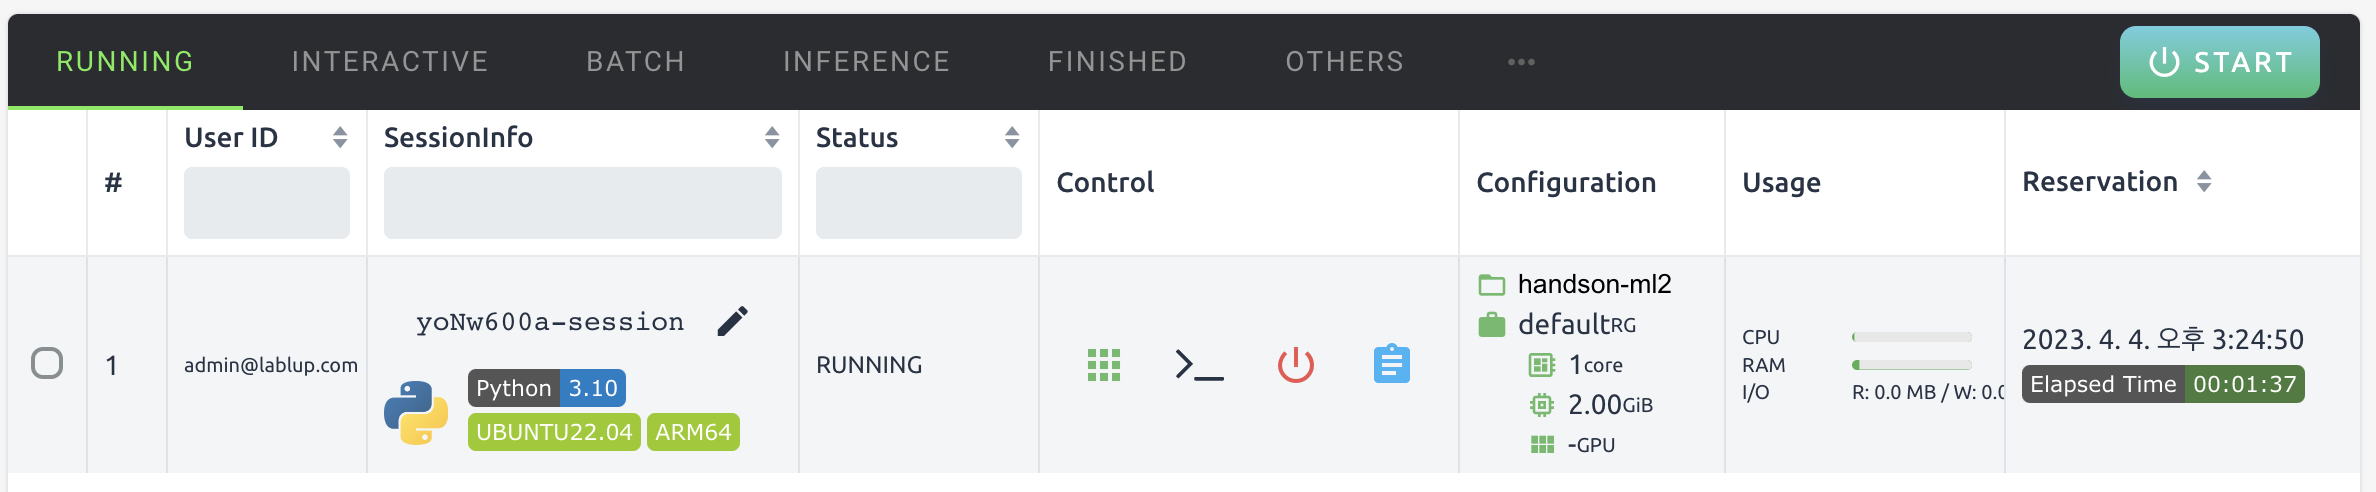 RUNNING INTERACTIVE BATCH INFERENCE FINISHED OTHERS ••• START
# User ID SessionInfo Status Control Configuration Usage Reservation
1 admin@lablup.com
yoNw600a-session
Python 3.10
UBUNTU22.04 ARM64
RUNNING
handson-ml2
defaultRG
1core
2.00GiB
-GPU
CPU
RAM
I/O R: 0.0 MB / W: 0.0
2023. 4. 4. 오후 3:24:50
Elapsed Time 00:01:37